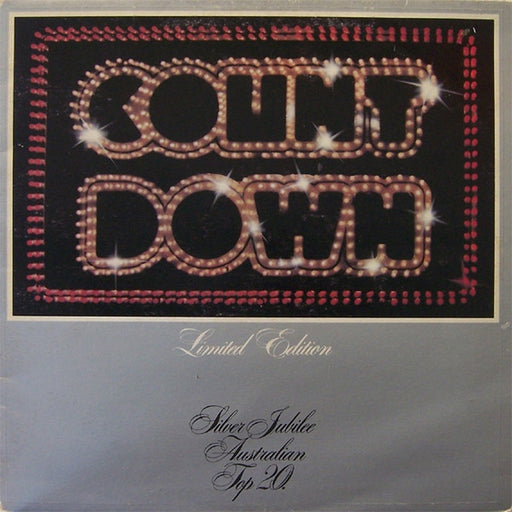 COUNT
DOWN
Limited Edition
Silver Jubilee
Australian
Top 20.